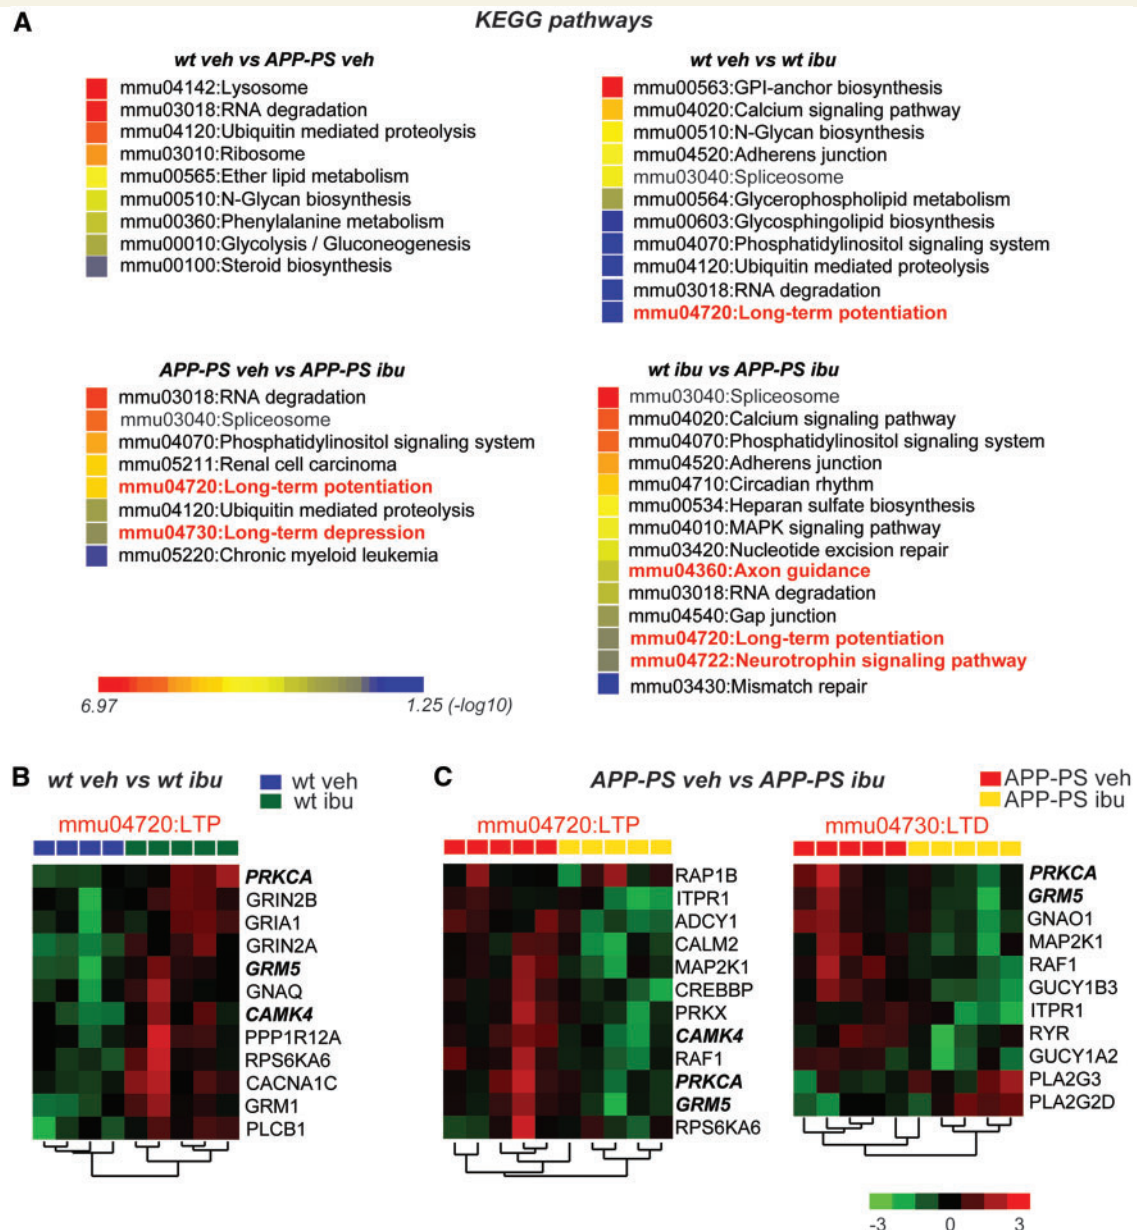 A
KEGG pathways
wt veh vs APP-PS veh
mmu04142:Lysosome
mmu03018:RNA degradation
mmu04120:Ubiquitin mediated proteolysis
mmu03010:Ribosome
mmu00565:Ether lipid metabolism
mmu00510:N-Glycan biosynthesis
mmu00360:Phenylalanine metabolism
mmu00010:Glycolysis / Gluconeogenesis
mmu00100:Steroid biosynthesis
wt veh vs wt ibu
mmu00563:GPI-anchor biosynthesis
mmu04020:Calcium signaling pathway
mmu00510:N-Glycan biosynthesis
mmu04520:Adherens junction
mmu03040:Spliceosome
mmu00564:Glycerophospholipid metabolism
mmu00603:Glycosphingolipid biosynthesis
mmu04070:Phosphatidylinositol signaling system
mmu04120:Ubiquitin mediated proteolysis
mmu03018:RNA degradation
mmu04720:Long-term potentiation
APP-PS veh vs APP-PS ibu
mmu03018:RNA degradation
mmu03040:Spliceosome
mmu04070:Phosphatidylinositol signaling system
mmu05211:Renal cell carcinoma
mmu04720:Long-term potentiation
mmu04120:Ubiquitin mediated proteolysis
mmu04730:Long-term depression
mmu05220:Chronic myeloid leukemia
wt ibu vs APP-PS ibu
mmu03040:Spliceosome
mmu04020:Calcium signaling pathway
mmu04070:Phosphatidylinositol signaling system
mmu04520:Adherens junction
mmu04710:Circadian rhythm
mmu00534:Heparan sulfate biosynthesis
mmu04010:MAPK signaling pathway
mmu03420:Nucleotide excision repair
mmu04360:Axon guidance
mmu03018:RNA degradation
mmu04540:Gap junction
mmu04720:Long-term potentiation
mmu04722:Neurotrophin signaling pathway
mmu03430:Mismatch repair
6.97 1.25 (-log10)
B wt veh vs wt ibu
wt veh
wt ibu
mmu04720:LTP
PRKCA
GRIN2B
GRIA1
GRIN2A
GRM5
GNAQ
CAMK4
PPP1R12A
RPS6KA6
CACNA1C
GRM1
PLCB1
C APP-PS veh vs APP-PS ibu
APP-PS veh
APP-PS ibu
mmu04720:LTP
RAP1B
ITPR1
ADCY1
CALM2
MAP2K1
CREBBP
PRKX
CAMK4
RAF1
PRKCA
GRM5
RPS6KA6
mmu04730:LTD
PRKCA
GRM5
GNAO1
MAP2K1
RAF1
GUCY1B3
ITPR1
RYR
GUCY1A2
PLA2G3
PLA2G2D
-3 0 3